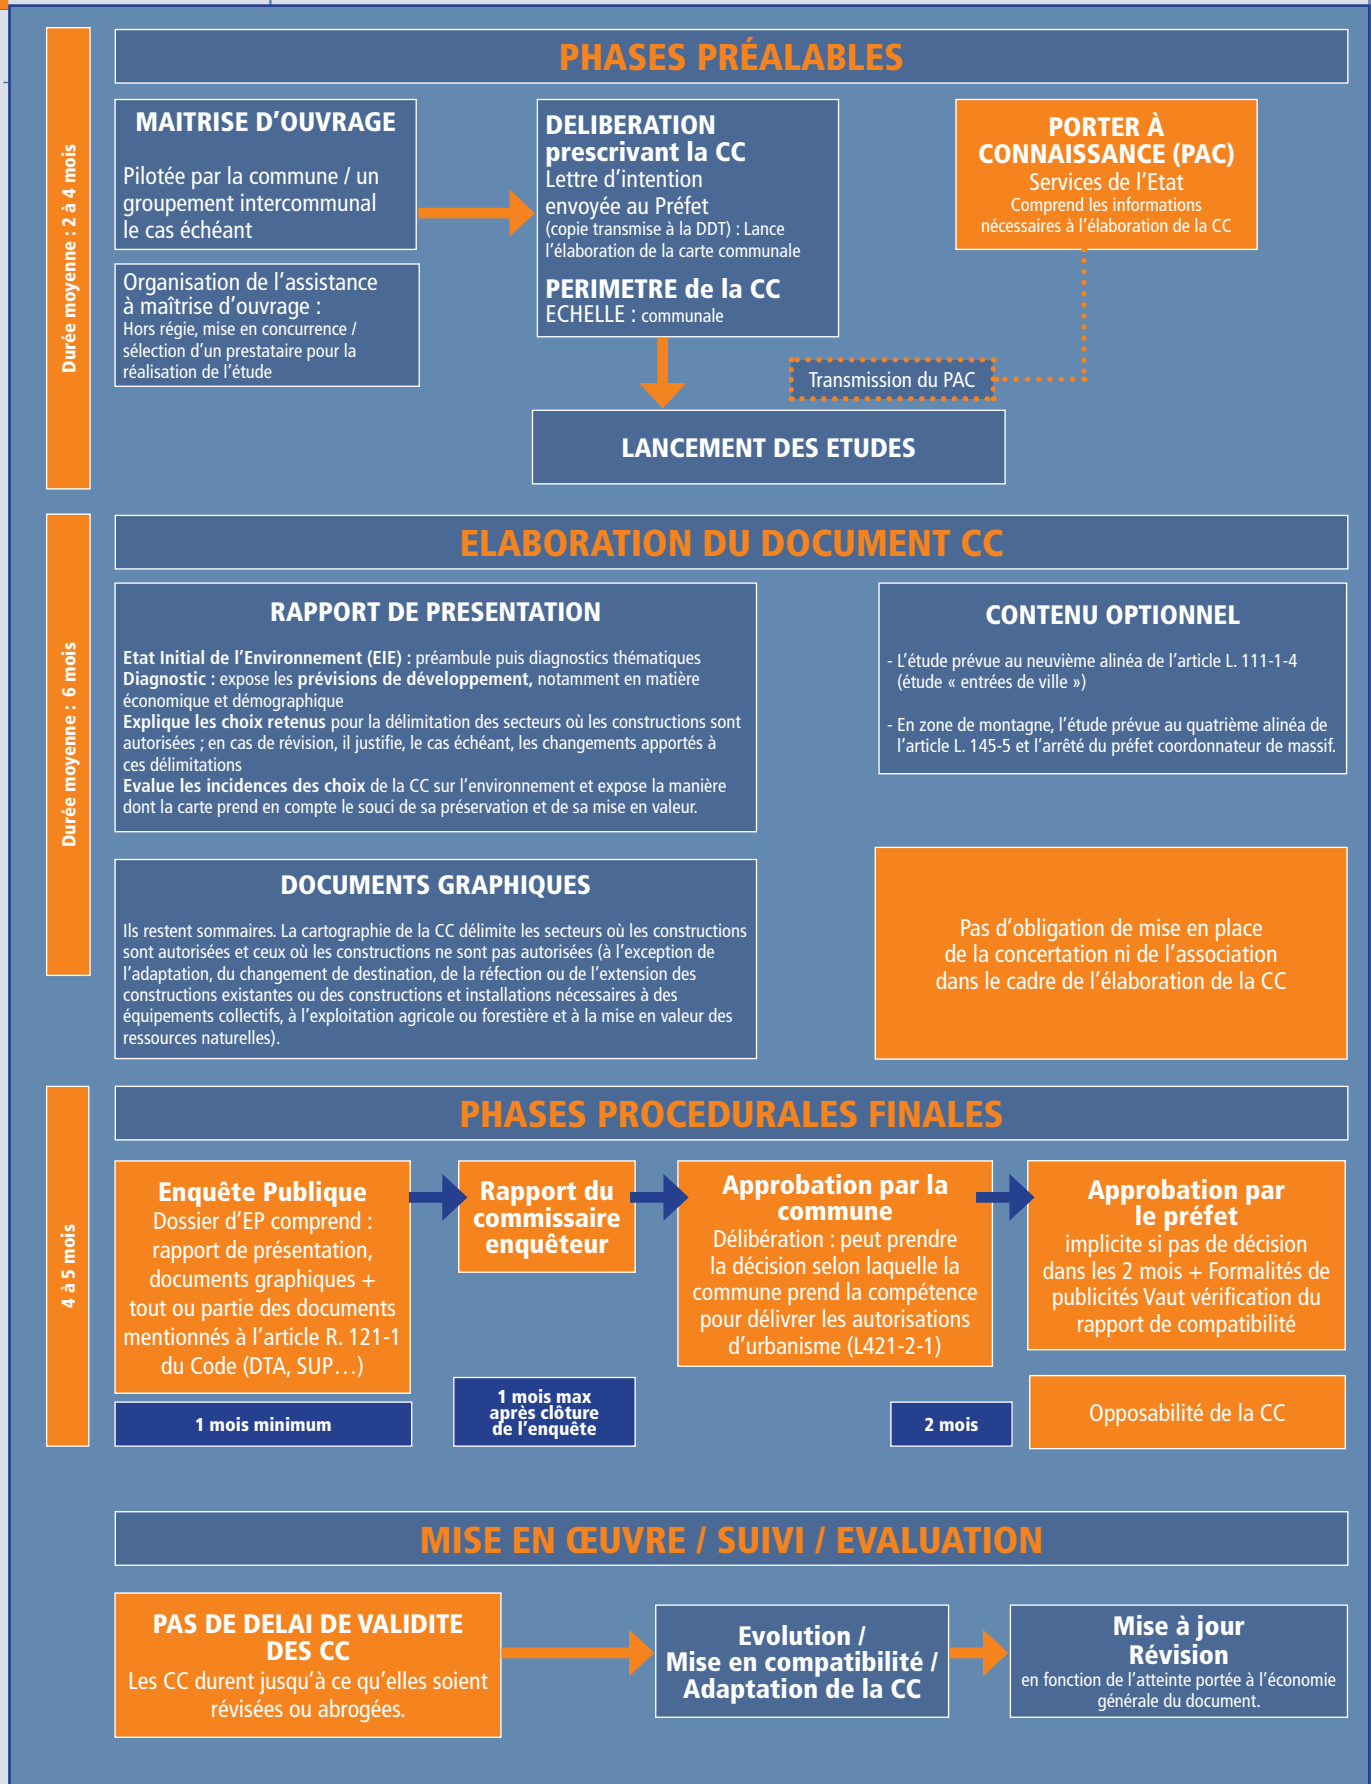 PHASES PRÉALABLES
Durée moyenne : 2 à 4 mois
MAITRISE D'OUVRAGE
Pilotée par la commune / un
groupement intercommunal
le cas échéant
Organisation de l'assistance
à maîtrise d'ouvrage :
Hors régie, mise en concurrence /
sélection d'un prestataire pour la
réalisation de l'étude
DELIBERATION
prescrivant la CC
Lettre d'intention
envoyée au Préfet
(copie transmise à la DDT) : Lance
l'élaboration de la carte communale
PERIMETRE de la CC
ECHELLE : communale
PORTER À
CONNAISSANCE (PAC)
Services de l'Etat
Comprend les informations
nécessaires à l'élaboration de la CC
Transmission du PAC
LANCEMENT DES ETUDES
ELABORATION DU DOCUMENT CC
Durée moyenne : 6 mois
RAPPORT DE PRESENTATION
Etat Initial de l'Environnement (EIE) : préambule puis diagnostics thématiques
Diagnostic : expose les prévisions de développement, notamment en matière
économique et démographique
Explique les choix retenus pour la délimitation des secteurs où les constructions sont
autorisées ; en cas de révision, il justifie, le cas échéant, les changements apportés à
ces délimitations
Evalue les incidences des choix de la CC sur l'environnement et expose la manière
dont la carte prend en compte le souci de sa préservation et de sa mise en valeur.
CONTENU OPTIONNEL
- L'étude prévue au neuvième alinéa de l'article L. 111-1-4
(étude « entrées de ville »)
- En zone de montagne, l'étude prévue au quatrième alinéa de
l'article L. 145-5 et l'arrêté du préfet coordonnateur de massif.
DOCUMENTS GRAPHIQUES
Ils restent sommaires. La cartographie de la CC délimite les secteurs où les constructions
sont autorisées et ceux où les constructions ne sont pas autorisées (à l'exception de
l'adaptation, du changement de destination, de la réfection ou de l'extension des
constructions existantes ou des constructions et installations nécessaires à des
équipements collectifs, à l'exploitation agricole ou forestière et à la mise en valeur des
ressources naturelles).
Pas d'obligation de mise en place
de la concertation ni de l'association
dans le cadre de l'élaboration de la CC
PHASES PROCEDURALES FINALES
4 à 5 mois
Enquête Publique
Dossier d'EP comprend :
rapport de présentation,
documents graphiques +
tout ou partie des documents
mentionnés à l'article R. 121-1
du Code (DTA, SUP…)
1 mois minimum
Rapport du
commissaire
enquêteur
1 mois max
après clôture
de l'enquête
Approbation par la
commune
Délibération : peut prendre
la décision selon laquelle la
commune prend la compétence
pour délivrer les autorisations
d'urbanisme (L421-2-1)
2 mois
Approbation par
le préfet
implicite si pas de décision
dans les 2 mois + Formalités de
publicités Vaut vérification du
rapport de compatibilité
Opposabilité de la CC
MISE EN ŒUVRE / SUIVI / EVALUATION
PAS DE DELAI DE VALIDITE
DES CC
Les CC durent jusqu'à ce qu'elles soient
révisées ou abrogées.
Evolution /
Mise en compatibilité /
Adaptation de la CC
Mise à jour
Révision
en fonction de l'atteinte portée à l'économie
générale du document.